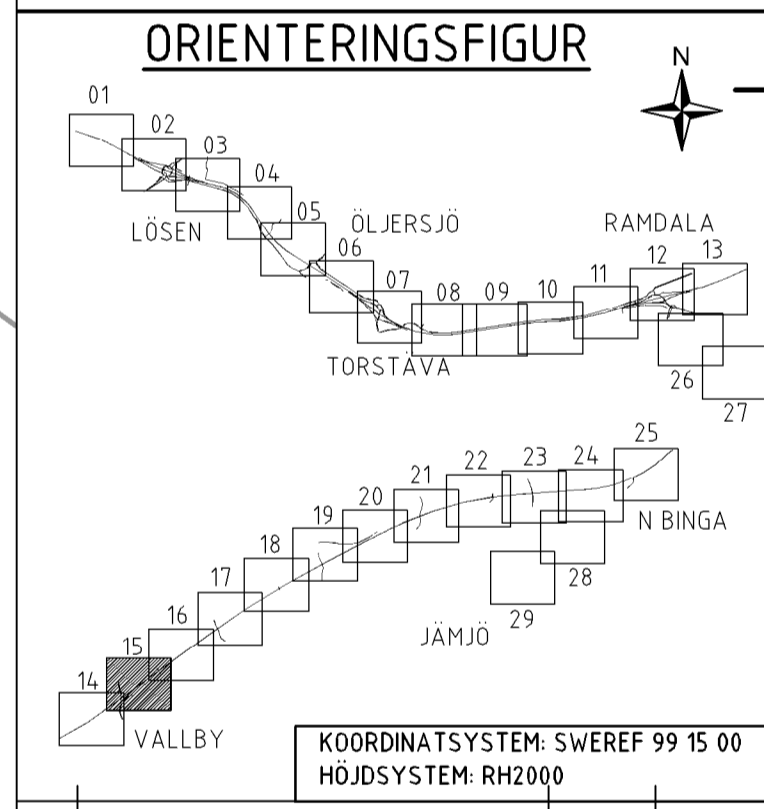 ORIENTERINGSFIGUR
N
01
02
03
04
05
06
07
08
09
10
11
12
13
LÖSEN
ÖLJERSJÖ
RAMDALA
TORSTÄVA
26
27
25
24
23
22
21
20
19
18
17
16
15
14
N BINGA
28
29
JÄMJÖ
VALLBY
KOORDINATSYSTEM: SWEREF 99 15 00
HÖJDSYSTEM: RH2000